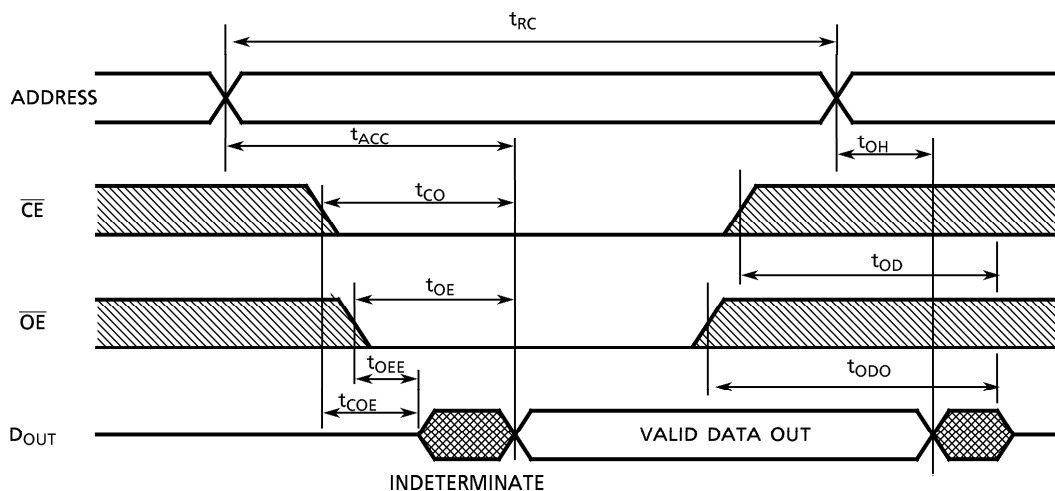 tRC
ADDRESS
tACC
tOH
CE
tCO
tOD
OE
tOE
tOEE
tODO
tCOE
DOUT
VALID DATA OUT
INDETERMINATE